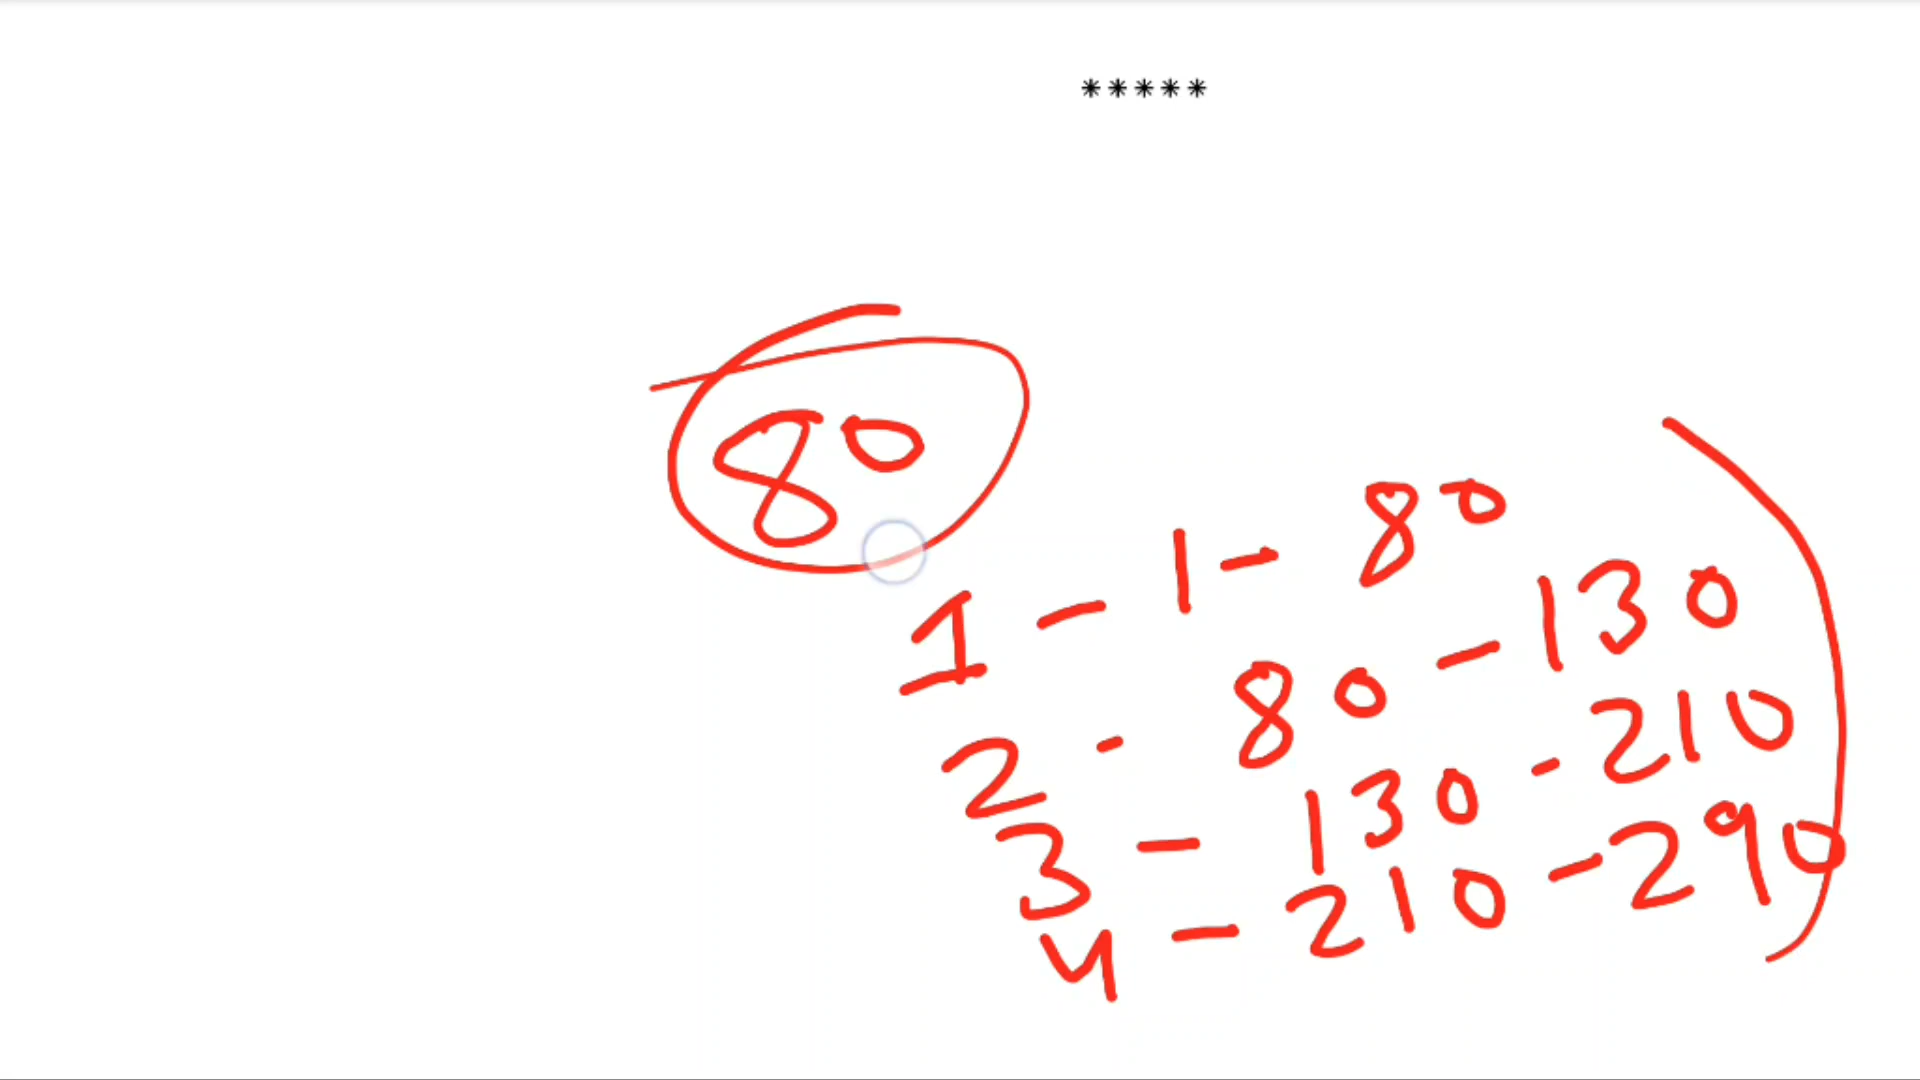 *****
80
1 - 1 - 80
2 - 80 - 130
3 - 130 - 210
4 - 210 - 290